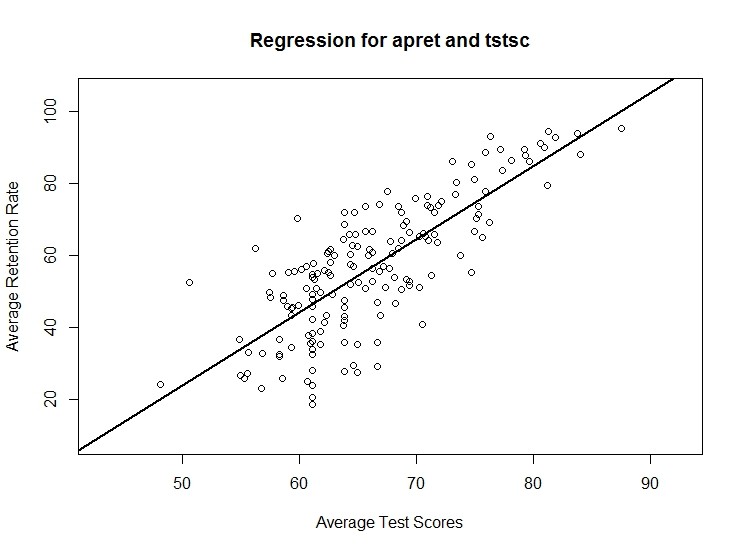 Regression for apret and tstsc
Average Retention Rate
100
80
60
40
20
50 60 70 80 90
Average Test Scores